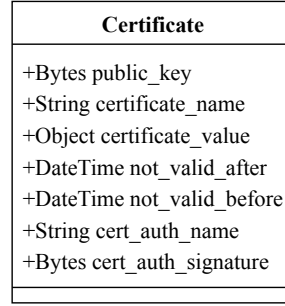 Certificate
+Bytes public_key
+String certificate_name
+Object certificate_value
+DateTime not_valid_after
+DateTime not_valid_before
+String cert_auth_name
+Bytes cert_auth_signature